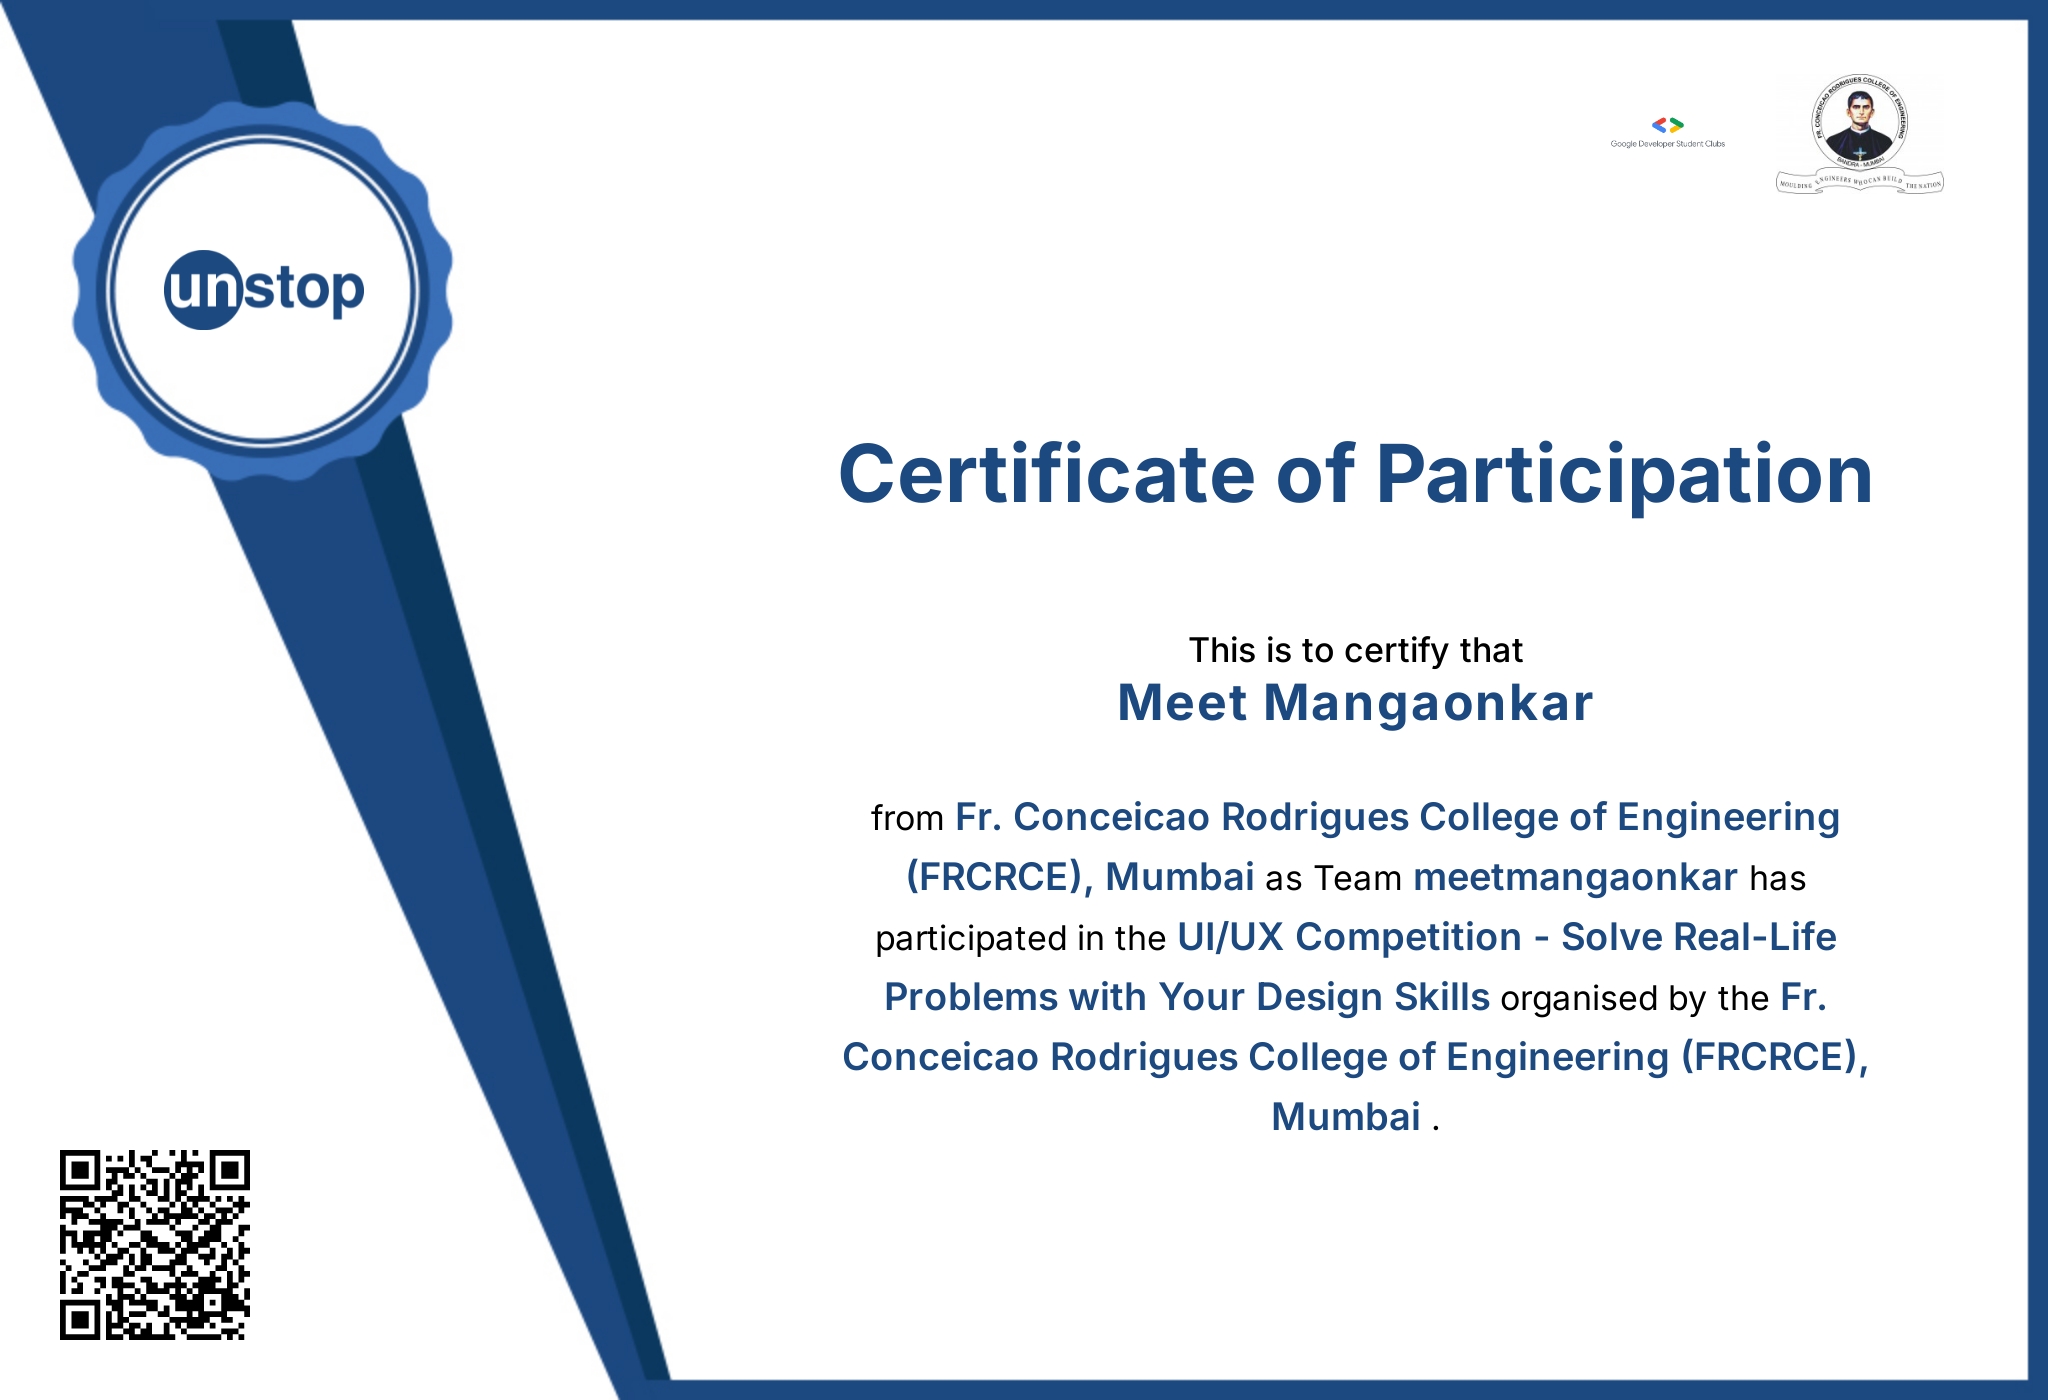 unstop
Google Developer Student Clubs
FR. CONCEICAO RODRIGUES COLLEGE OF ENGINEERING
BANDRA - MUMBAI
MOULDING ENGINEERS WHO CAN BUILD THE NATION
Certificate of Participation
This is to certify that
Meet Mangaonkar
from Fr. Conceicao Rodrigues College of Engineering
(FRCRCE), Mumbai as Team meetmangaonkar has
participated in the UI/UX Competition - Solve Real-Life
Problems with Your Design Skills organised by the Fr.
Conceicao Rodrigues College of Engineering (FRCRCE),
Mumbai .